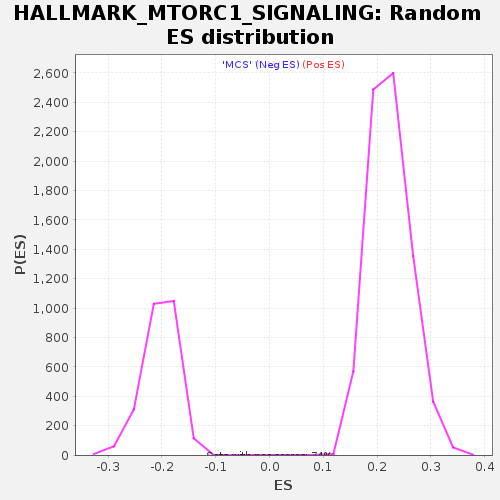 HALLMARK_MTORC1_SIGNALING: Random
ES distribution
'MCS' (Neg ES) (Pos ES)
2,600
2,400
2,200
2,000
1,800
1,600
1,400
1,200
1,000
800
600
400
200
0
P(ES)
-0.3 -0.2 -0.1 0.0 0.1 0.2 0.3 0.4
ES